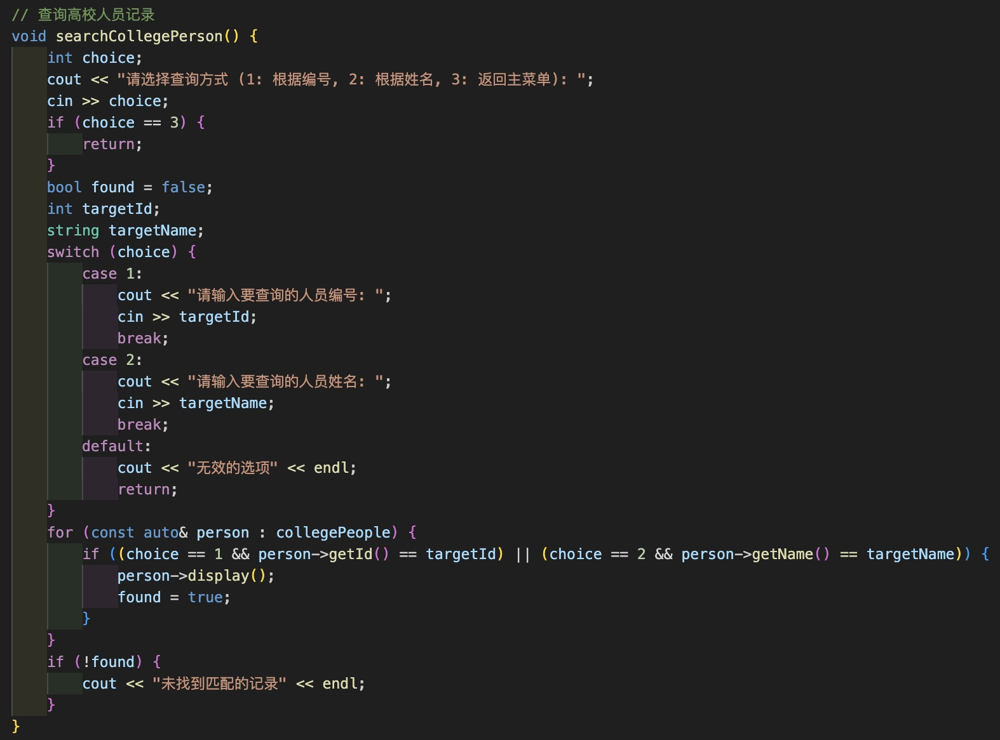 // 查询高校人员记录
void searchCollegePerson() {
    int choice;
    cout << "请选择查询方式 (1: 根据编号, 2: 根据姓名, 3: 返回主菜单): ";
    cin >> choice;
    if (choice == 3) {
        return;
    }
    bool found = false;
    int targetId;
    string targetName;
    switch (choice) {
        case 1:
            cout << "请输入要查询的人员编号: ";
            cin >> targetId;
            break;
        case 2:
            cout << "请输入要查询的人员姓名: ";
            cin >> targetName;
            break;
        default:
            cout << "无效的选项" << endl;
            return;
    }
    for (const auto& person : collegePeople) {
        if ((choice == 1 && person->getId() == targetId) || (choice == 2 && person->getName() == targetName)) {
            person->display();
            found = true;
        }
    }
    if (!found) {
        cout << "未找到匹配的记录" << endl;
    }
}